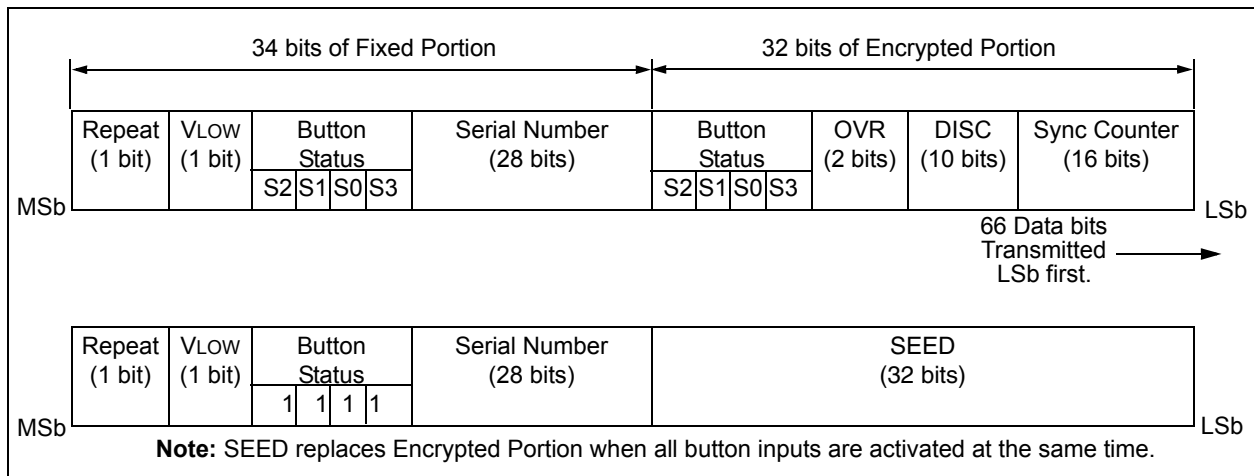 34 bits of Fixed Portion
32 bits of Encrypted Portion
Repeat
(1 bit)
VLOW
(1 bit)
Button
Status
S2 S1 S0 S3
Serial Number
(28 bits)
Button
Status
S2 S1 S0 S3
OVR
(2 bits)
DISC
(10 bits)
Sync Counter
(16 bits)
MSb
LSb
66 Data bits
Transmitted
LSb first.
Repeat
(1 bit)
VLOW
(1 bit)
Button
Status
1 1 1 1
Serial Number
(28 bits)
SEED
(32 bits)
MSb
LSb
Note: SEED replaces Encrypted Portion when all button inputs are activated at the same time.